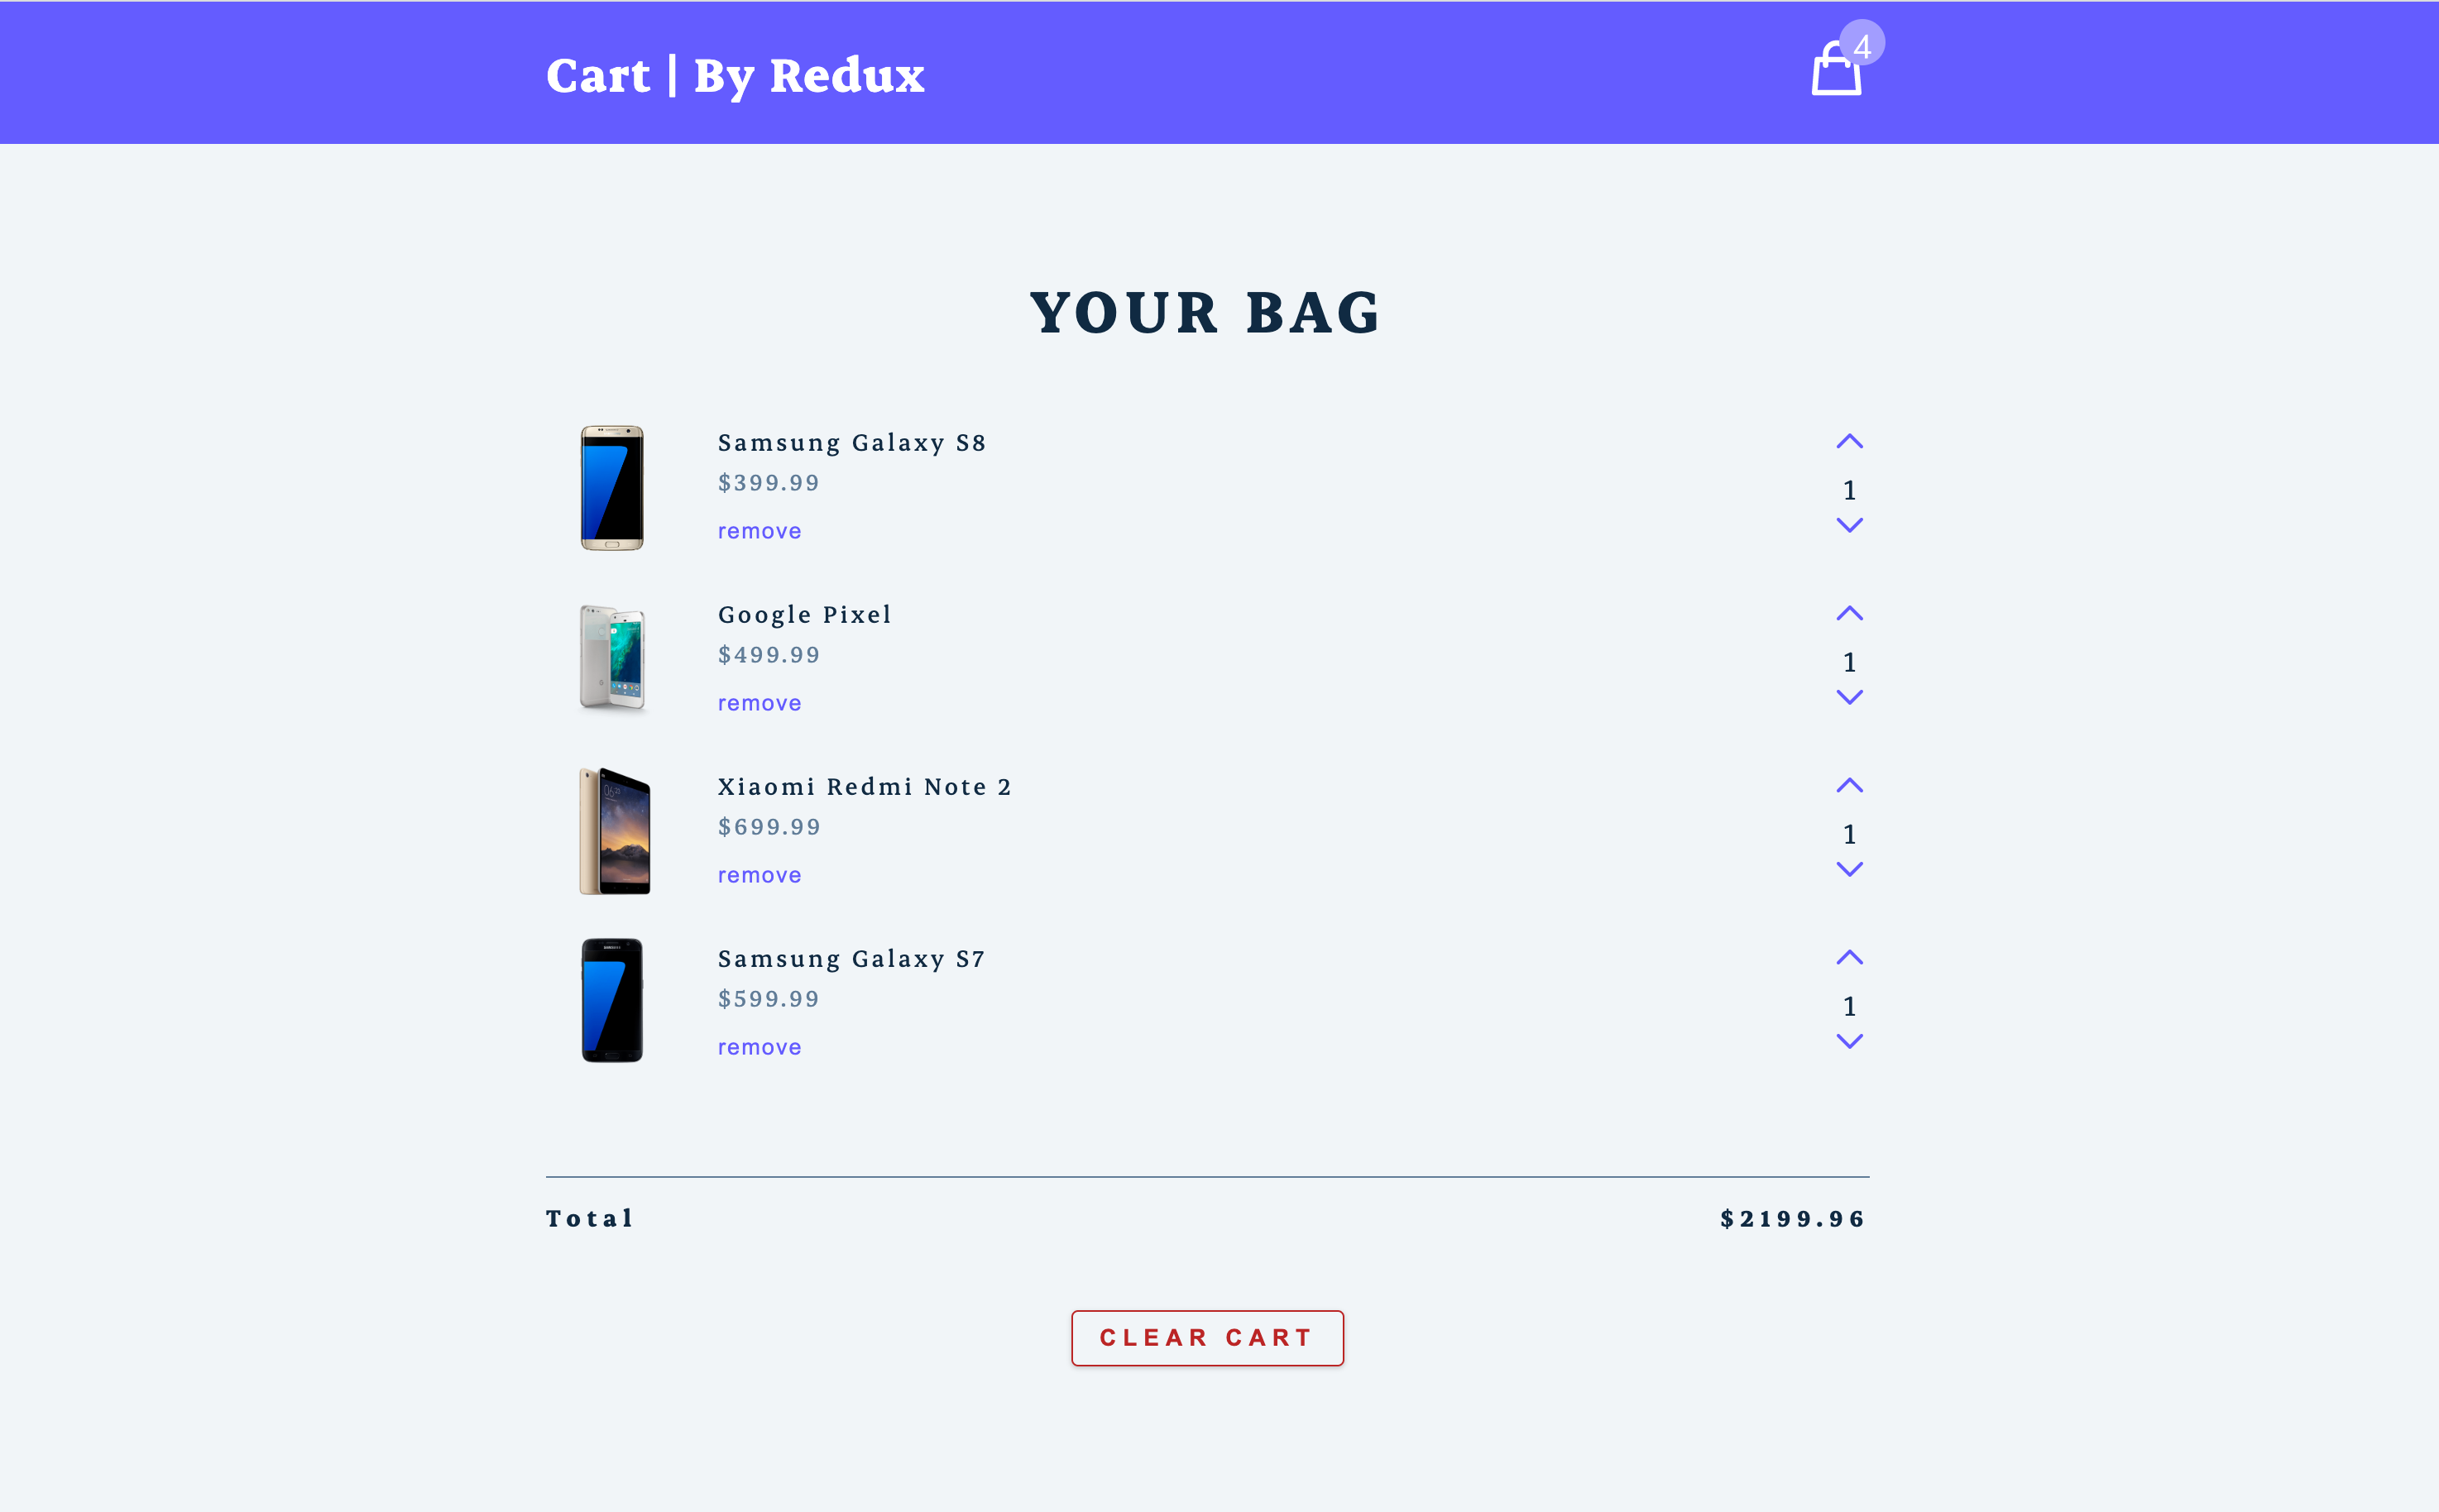 Cart | By Redux
4
YOUR BAG
Samsung Galaxy S8
$399.99
1
remove
Google Pixel
$499.99
1
remove
Xiaomi Redmi Note 2
$699.99
1
remove
Samsung Galaxy S7
$599.99
1
remove
Total $2199.96
CLEAR CART